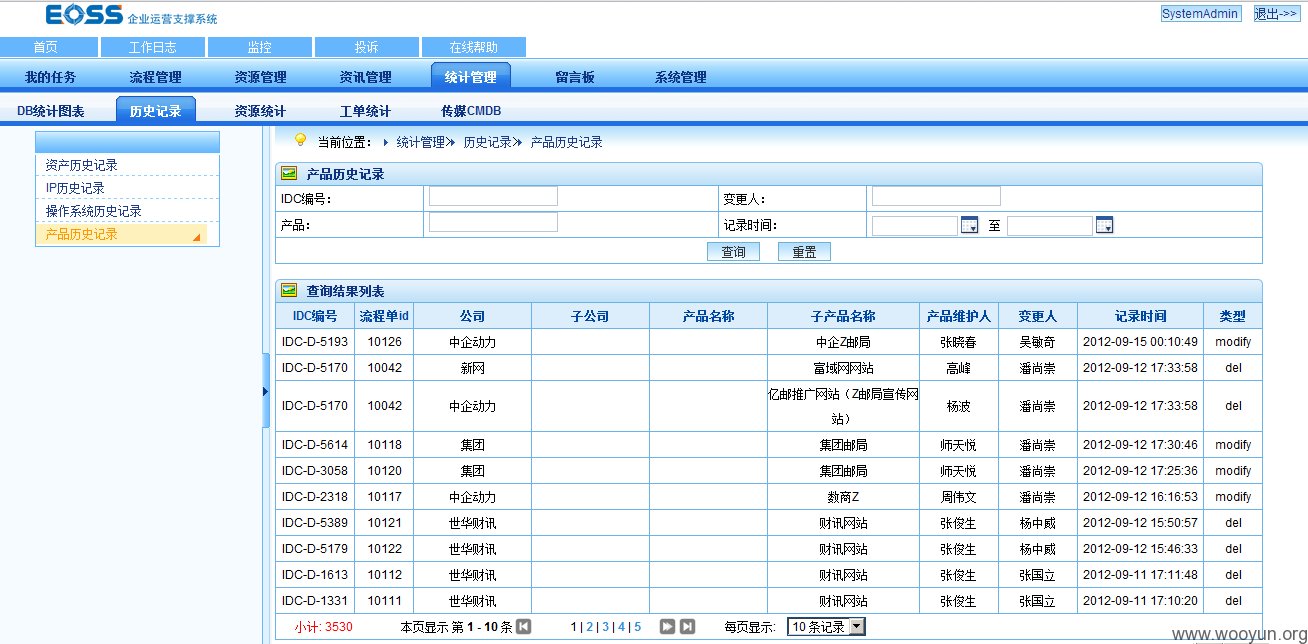 EOSS 企业运营支撑系统 SystemAdmin 退出->>
首页 工作日志 监控 投诉 在线帮助
我的任务 流程管理 资源管理 资讯管理 统计管理 留言板 系统管理
DB统计图表 历史记录 资源统计 工单统计 传媒CMDB
资产历史记录
IP历史记录
操作系统历史记录
产品历史记录
当前位置： 统计管理>> 历史记录>> 产品历史记录
产品历史记录
IDC编号： 变更人：
产品： 记录时间： 至
查询 重置
查询结果列表
IDC编号 流程单id 公司 子公司 产品名称 子产品名称 产品维护人 变更人 记录时间 类型
IDC-D-5193 10126 中企动力 中企Z邮局 张晓春 吴敏奇 2012-09-15 00:10:49 modify
IDC-D-5170 10042 新网 富域网网站 高峰 潘尚崇 2012-09-12 17:33:58 del
IDC-D-5170 10042 中企动力 亿邮推广网站（Z邮局宣传网站） 杨波 潘尚崇 2012-09-12 17:33:58 del
IDC-D-5614 10118 集团 集团邮局 师天悦 潘尚崇 2012-09-12 17:30:46 modify
IDC-D-3058 10120 集团 集团邮局 师天悦 潘尚崇 2012-09-12 17:25:36 modify
IDC-D-2318 10117 中企动力 数商Z 周伟文 潘尚崇 2012-09-12 16:16:53 modify
IDC-D-5389 10121 世华财讯 财讯网站 张俊生 杨中威 2012-09-12 15:50:57 del
IDC-D-5179 10122 世华财讯 财讯网站 张俊生 杨中威 2012-09-12 15:46:33 del
IDC-D-1613 10112 世华财讯 财讯网站 张俊生 张国立 2012-09-11 17:11:48 del
IDC-D-1331 10111 世华财讯 财讯网站 张俊生 张国立 2012-09-11 17:10:20 del
小计: 3530 本页显示 第 1 - 10 条 1 | 2 | 3 | 4 | 5 每页显示: 10 条记录
www.wooyun.org